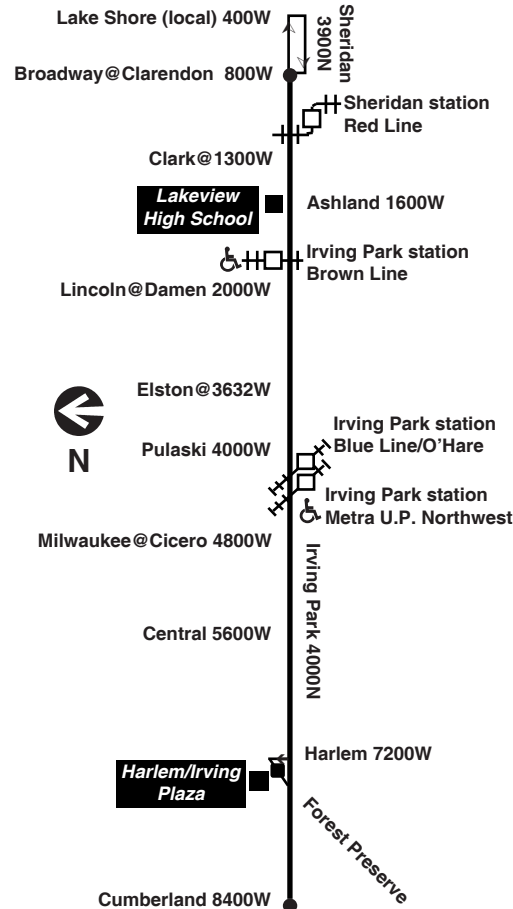 Lake Shore (local) 400W
Sheridan
3900N
Broadway@Clarendon 800W
Sheridan station
Red Line
Clark@1300W
Lakeview
High School
Ashland 1600W
Irving Park station
Brown Line
Lincoln@Damen 2000W
Elston@3632W
N
Irving Park station
Blue Line/O'Hare
Pulaski 4000W
Irving Park station
Metra U.P. Northwest
Milwaukee@Cicero 4800W
Irving Park 4000N
Central 5600W
Harlem 7200W
Harlem/Irving
Plaza
Forest Preserve
Cumberland 8400W